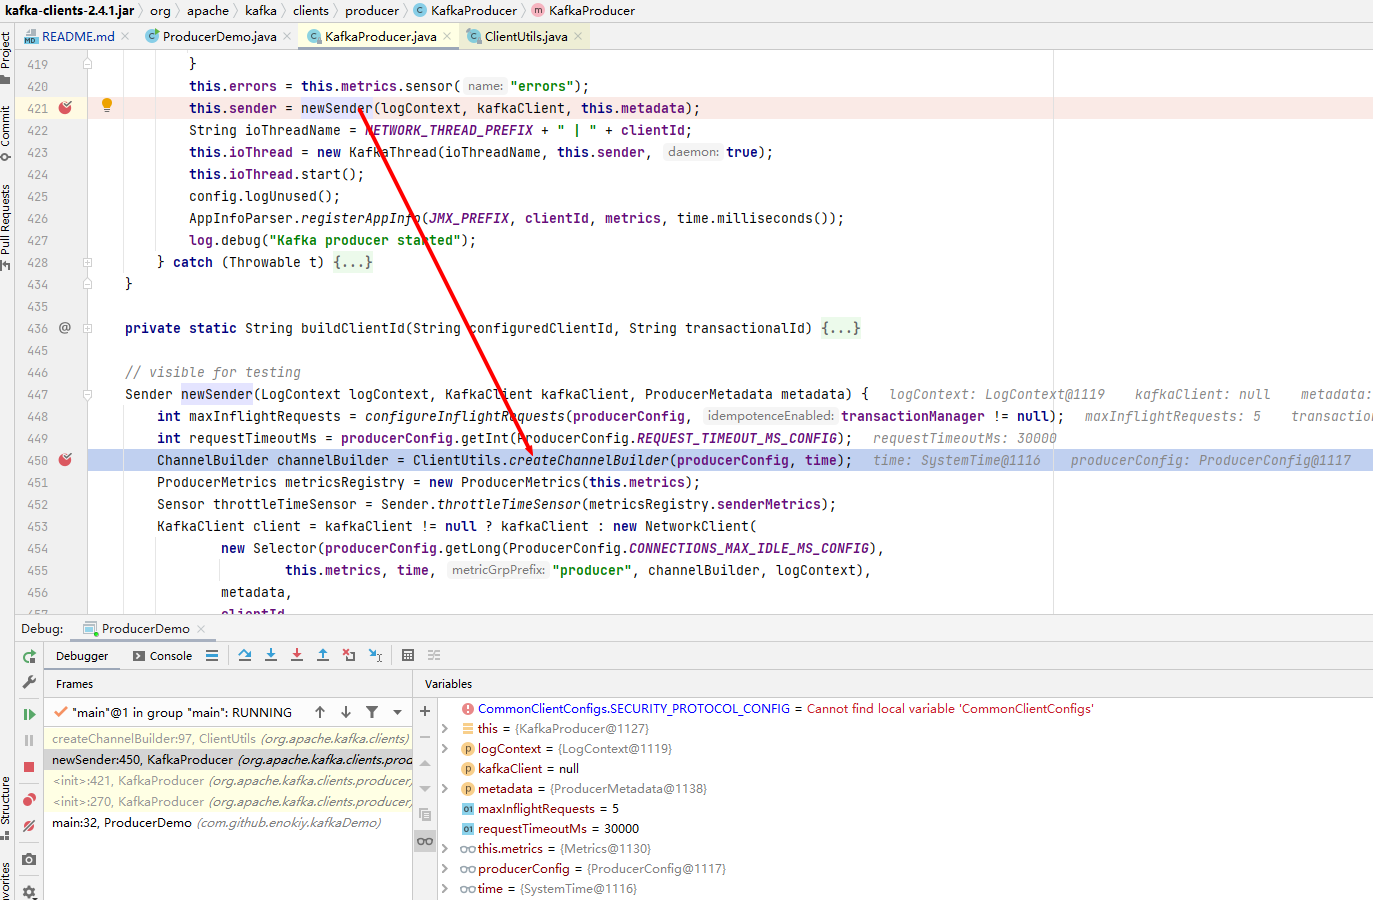 kafka-clients-2.4.1.jar org apache kafka clients producer KafkaProducer KafkaProducer
README.md ProducerDemo.java KafkaProducer.java ClientUtils.java
Project
Commit
Pull Requests
Structure
419 }
420 this.errors = this.metrics.sensor( name: "errors");
421 this.sender = newSender(logContext, kafkaClient, this.metadata);
422 String ioThreadName = NETWORK_THREAD_PREFIX + " | " + clientId;
423 this.ioThread = new KafkaThread(ioThreadName, this.sender, daemon: true);
424 this.ioThread.start();
425 config.logUnused();
426 AppInfoParser.registerAppInfo(JMX_PREFIX, clientId, metrics, time.milliseconds());
427 log.debug("Kafka producer started");
428 } catch (Throwable t) {...}
434 }
435
436 @ private static String buildClientId(String configuredClientId, String transactionalId) {...}
445
446 // visible for testing
447 Sender newSender(LogContext logContext, KafkaClient kafkaClient, ProducerMetadata metadata) { logContext: LogContext@1119 kafkaClient: null metadata:
448 int maxInflightRequests = configureInflightRequests(producerConfig, idempotenceEnabled: transactionManager != null); maxInflightRequests: 5 transaction
449 int requestTimeoutMs = producerConfig.getInt(ProducerConfig.REQUEST_TIMEOUT_MS_CONFIG); requestTimeoutMs: 30000
450 ChannelBuilder channelBuilder = ClientUtils.createChannelBuilder(producerConfig, time); time: SystemTime@1116 producerConfig: ProducerConfig@1117
451 ProducerMetrics metricsRegistry = new ProducerMetrics(this.metrics);
452 Sensor throttleTimeSensor = Sender.throttleTimeSensor(metricsRegistry.senderMetrics);
453 KafkaClient client = kafkaClient != null ? kafkaClient : new NetworkClient(
454 new Selector(producerConfig.getLong(ProducerConfig.CONNECTIONS_MAX_IDLE_MS_CONFIG),
455 this.metrics, time, metricGrpPrefix: "producer", channelBuilder, logContext),
456 metadata,
457 clientId
Debug: ProducerDemo
Debugger Console
Frames
"main"@1 in group "main": RUNNING
createChannelBuilder:97, ClientUtils (org.apache.kafka.clients)
newSender:450, KafkaProducer (org.apache.kafka.clients.prod
<init>:421, KafkaProducer (org.apache.kafka.clients.producer)
<init>:270, KafkaProducer (org.apache.kafka.clients.producer)
main:32, ProducerDemo (com.github.enokiy.kafkaDemo)
Variables
CommonClientConfigs.SECURITY_PROTOCOL_CONFIG = Cannot find local variable 'CommonClientConfigs'
this = {KafkaProducer@1127}
logContext = {LogContext@1119}
kafkaClient = null
metadata = {ProducerMetadata@1138}
maxInflightRequests = 5
requestTimeoutMs = 30000
this.metrics = {Metrics@1130}
producerConfig = {ProducerConfig@1117}
time = {SystemTime@1116}